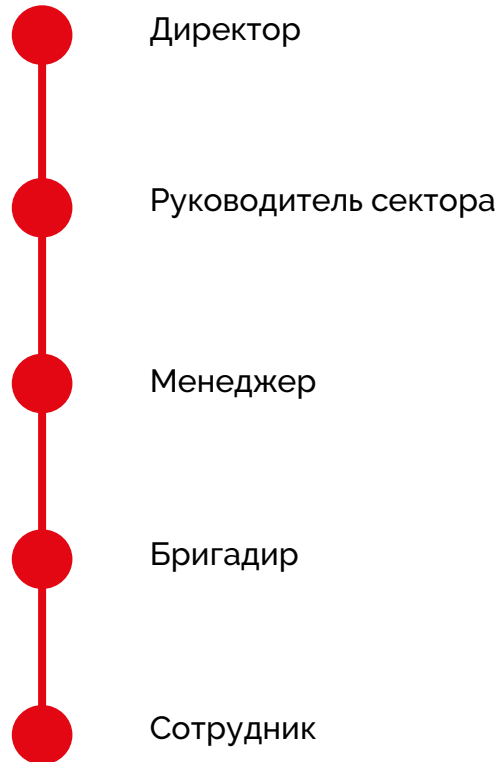 Директор
Руководитель сектора
Менеджер
Бригадир
Сотрудник